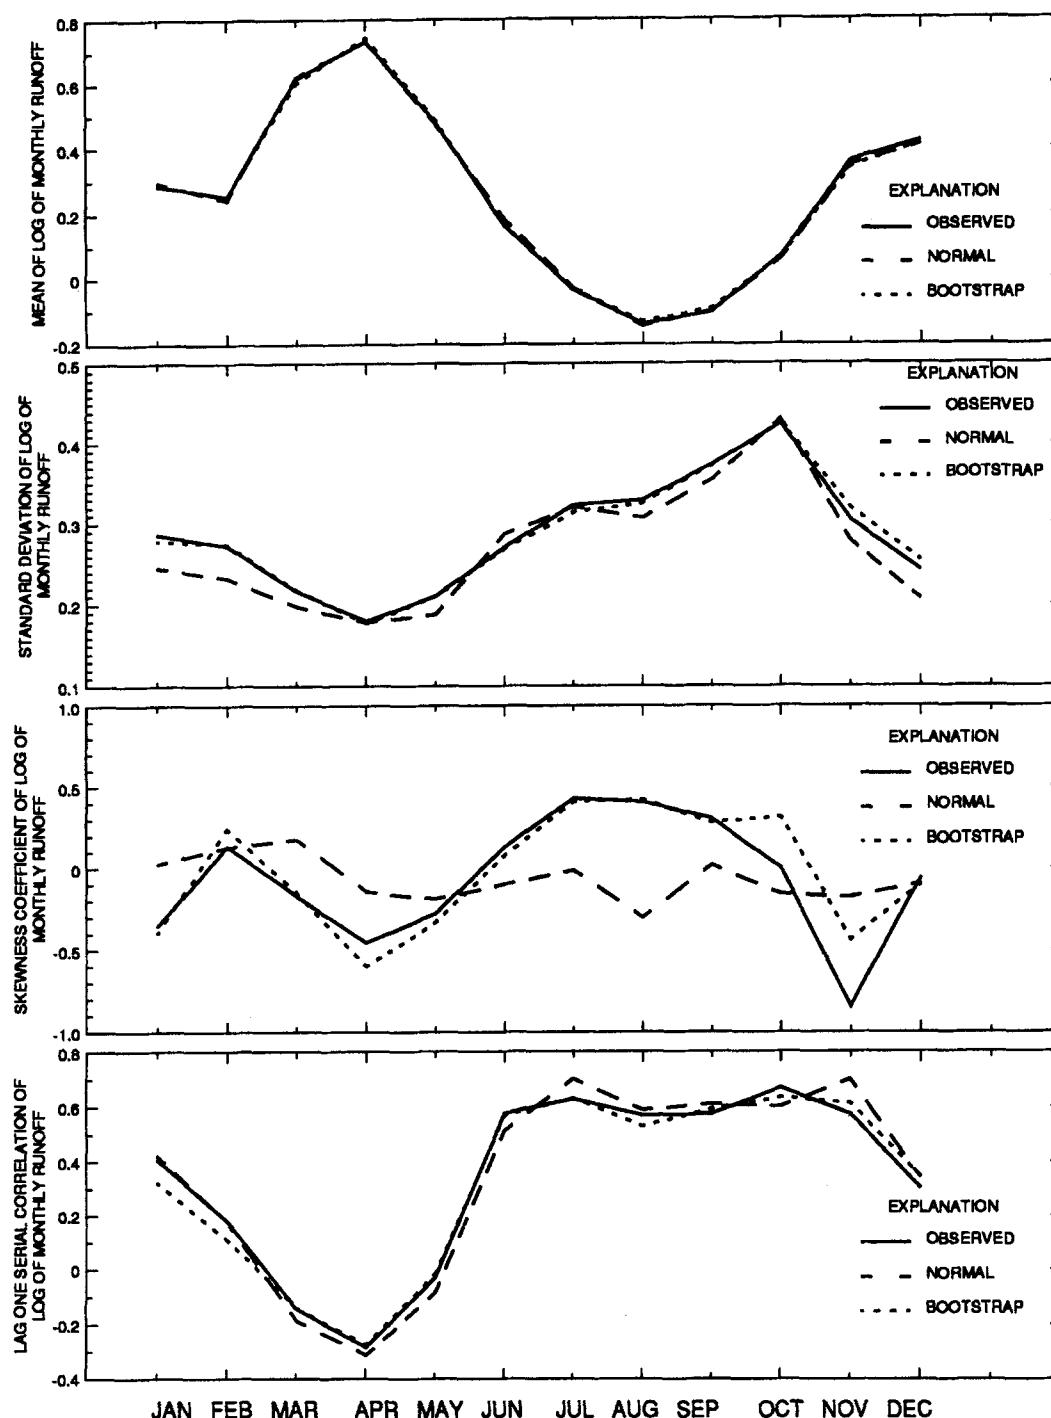 MEAN OF LOG OF MONTHLY RUNOFF
0.8
0.6
0.4
0.2
0
-0.2
EXPLANATION
OBSERVED
NORMAL
BOOTSTRAP
STANDARD DEVIATION OF LOG OF
MONTHLY RUNOFF
0.5
0.4
0.3
0.2
0.1
EXPLANATION
OBSERVED
NORMAL
BOOTSTRAP
SKEWNESS COEFFICIENT OF LOG OF
MONTHLY RUNOFF
1.0
0.5
0
-0.5
-1.0
EXPLANATION
OBSERVED
NORMAL
BOOTSTRAP
LAG ONE SERIAL CORRELATION OF
LOG OF MONTHLY RUNOFF
0.8
0.6
0.4
0.2
0
-0.2
-0.4
EXPLANATION
OBSERVED
NORMAL
BOOTSTRAP
JAN FEB MAR APR MAY JUN JUL AUG SEP OCT NOV DEC